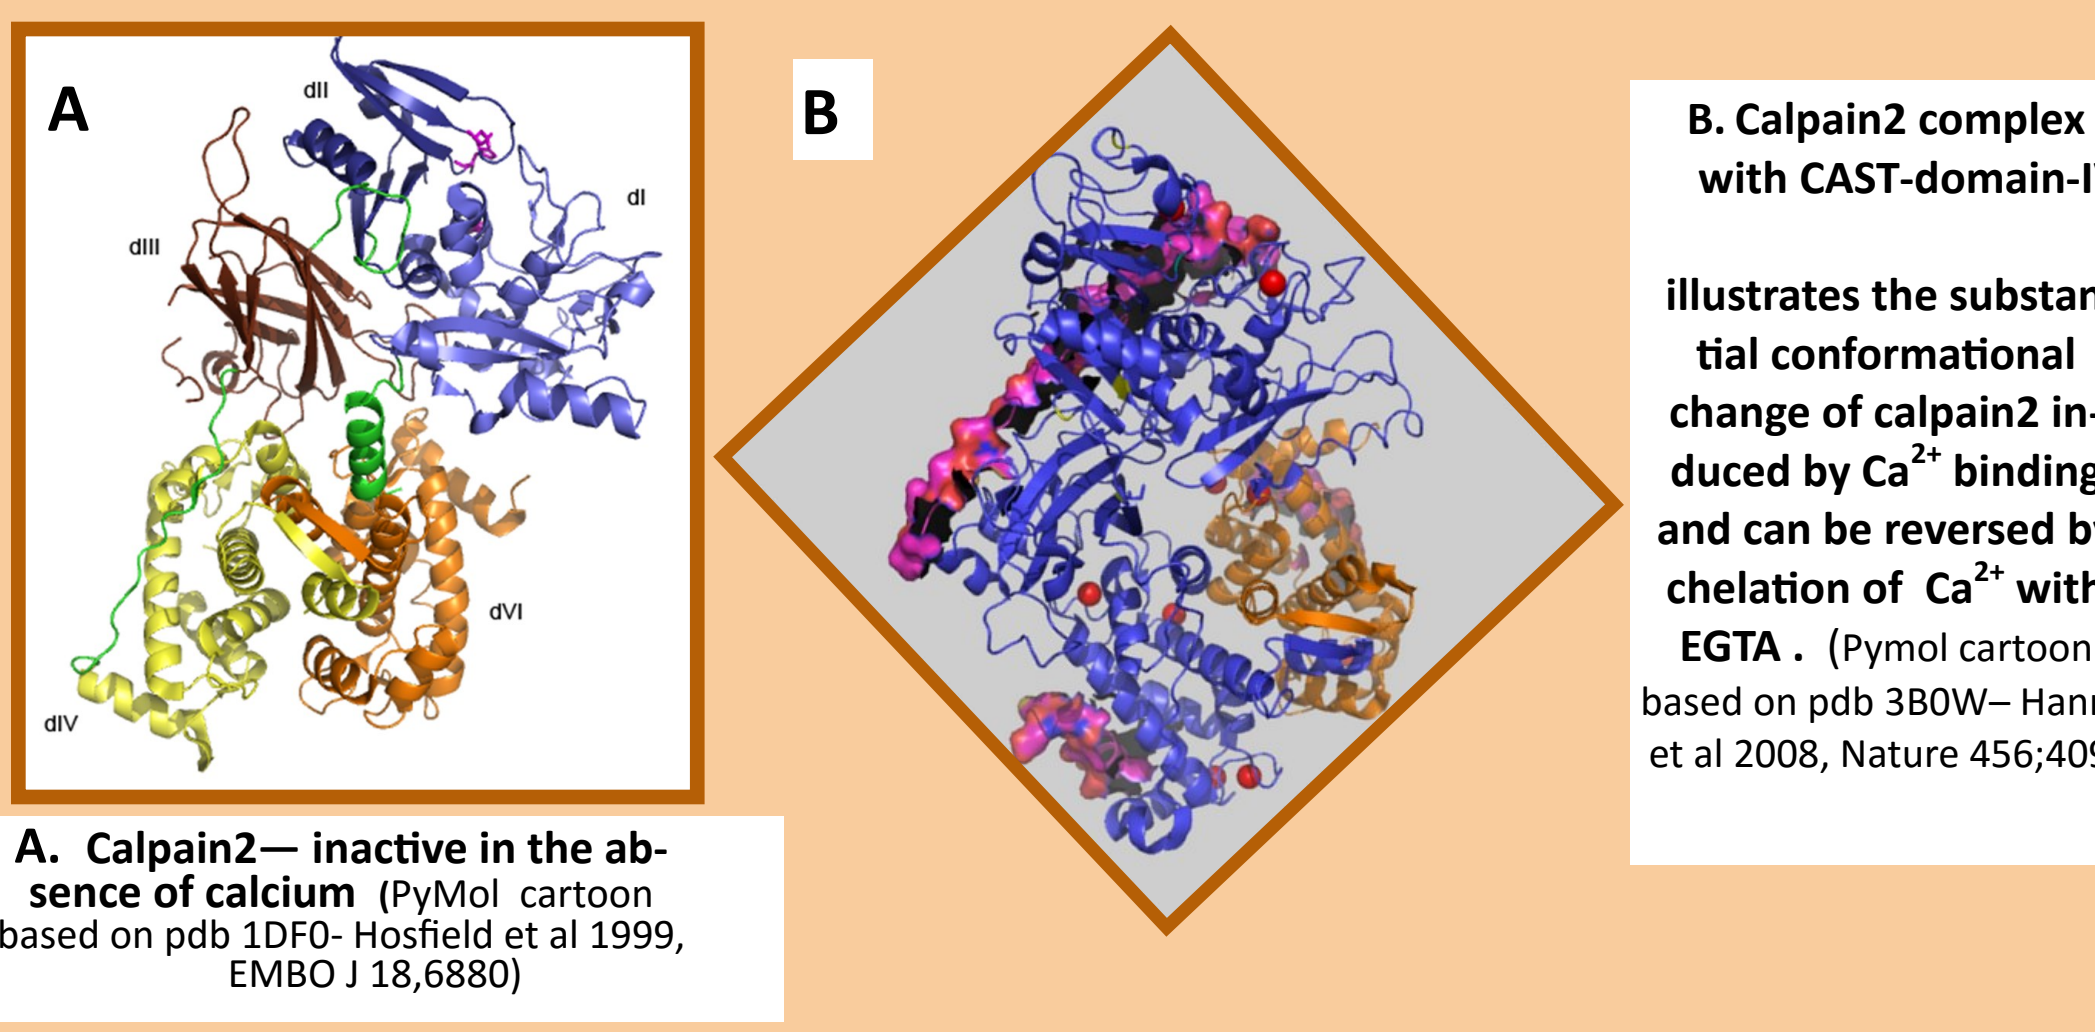 A
dII
dI
dIII
dVI
dIV
A. Calpain2— inactive in the ab-
sence of calcium (PyMol cartoon
based on pdb 1DF0- Hosfield et al 1999,
EMBO J 18,6880)
B
B. Calpain2 complex
with CAST-domain-
illustrates the substan
tial conformational
change of calpain2 in-
duced by Ca2+ binding
and can be reversed by
chelation of Ca2+ with
EGTA . (Pymol cartoon
based on pdb 3B0W– Hann
et al 2008, Nature 456;409